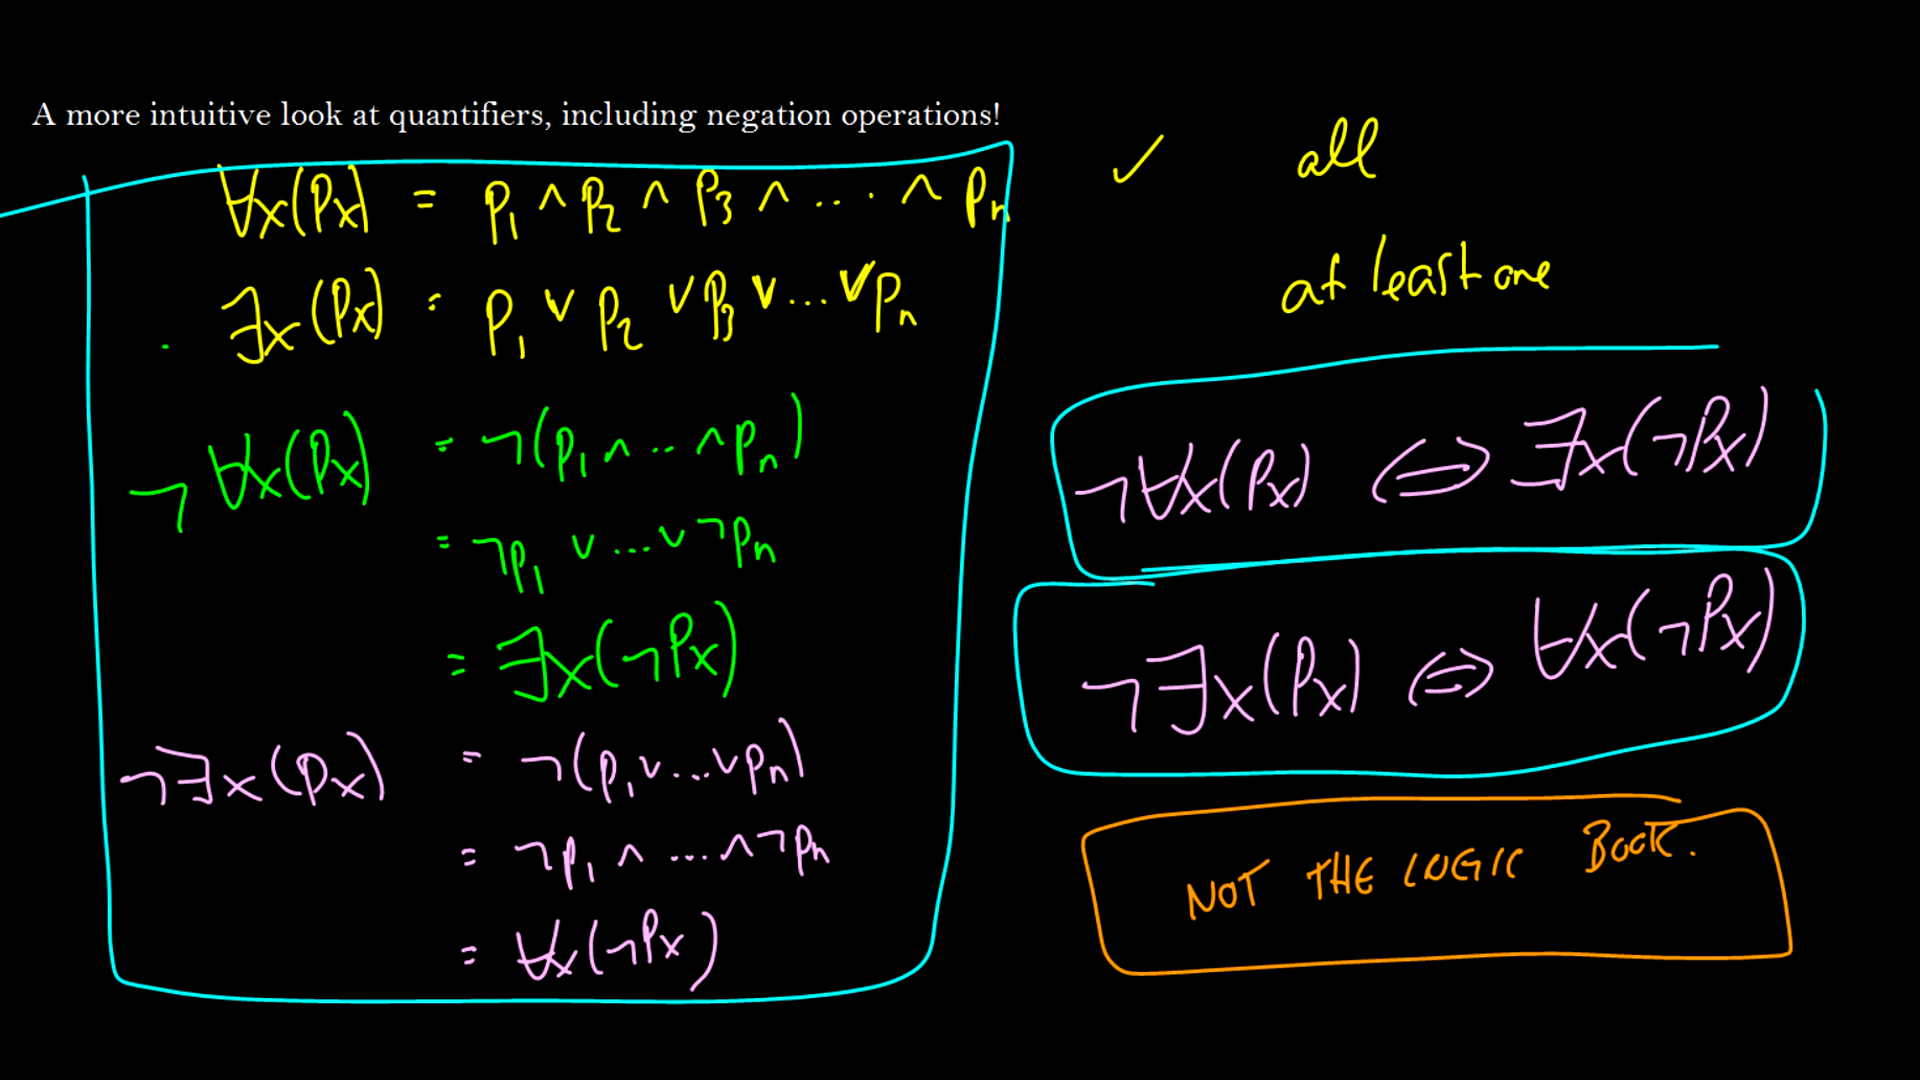 A more intuitive look at quantifiers, including negation operations!
∀x(Px) = P₁ ∧ P₂ ∧ P₃ ∧ .... ∧ Pₙ
∃x(Px) = P₁ ∨ P₂ ∨ P₃ ∨ ... ∨ Pₙ
¬∀x(Px) = ¬(P₁ ∧ .. ∧ Pₙ)
= ¬P₁ ∨ ... ∨ ¬Pₙ
= ∃x(¬Px)
¬∃x(Px) = ¬(P₁ ∨ ... ∨ Pₙ)
= ¬P₁ ∧ ... ∧ ¬Pₙ
= ∀x(¬Px)
✓ all
at least one
¬∀x(Px) ⇔ ∃x(¬Px)
¬∃x(Px) ⇔ ∀x(¬Px)
NOT THE LOGIC BOOK.